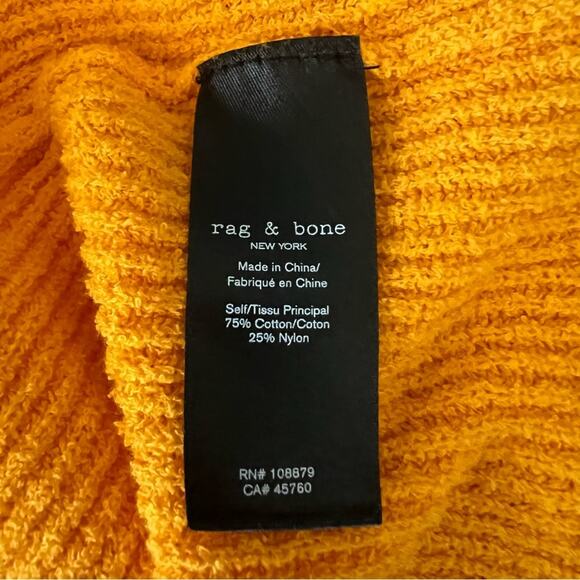 rag & bone
NEW YORK
Made in China/
Fabriqué en Chine
Self/Tissu Principal
75% Cotton/Coton
25% Nylon
RN# 108879
CA# 45760